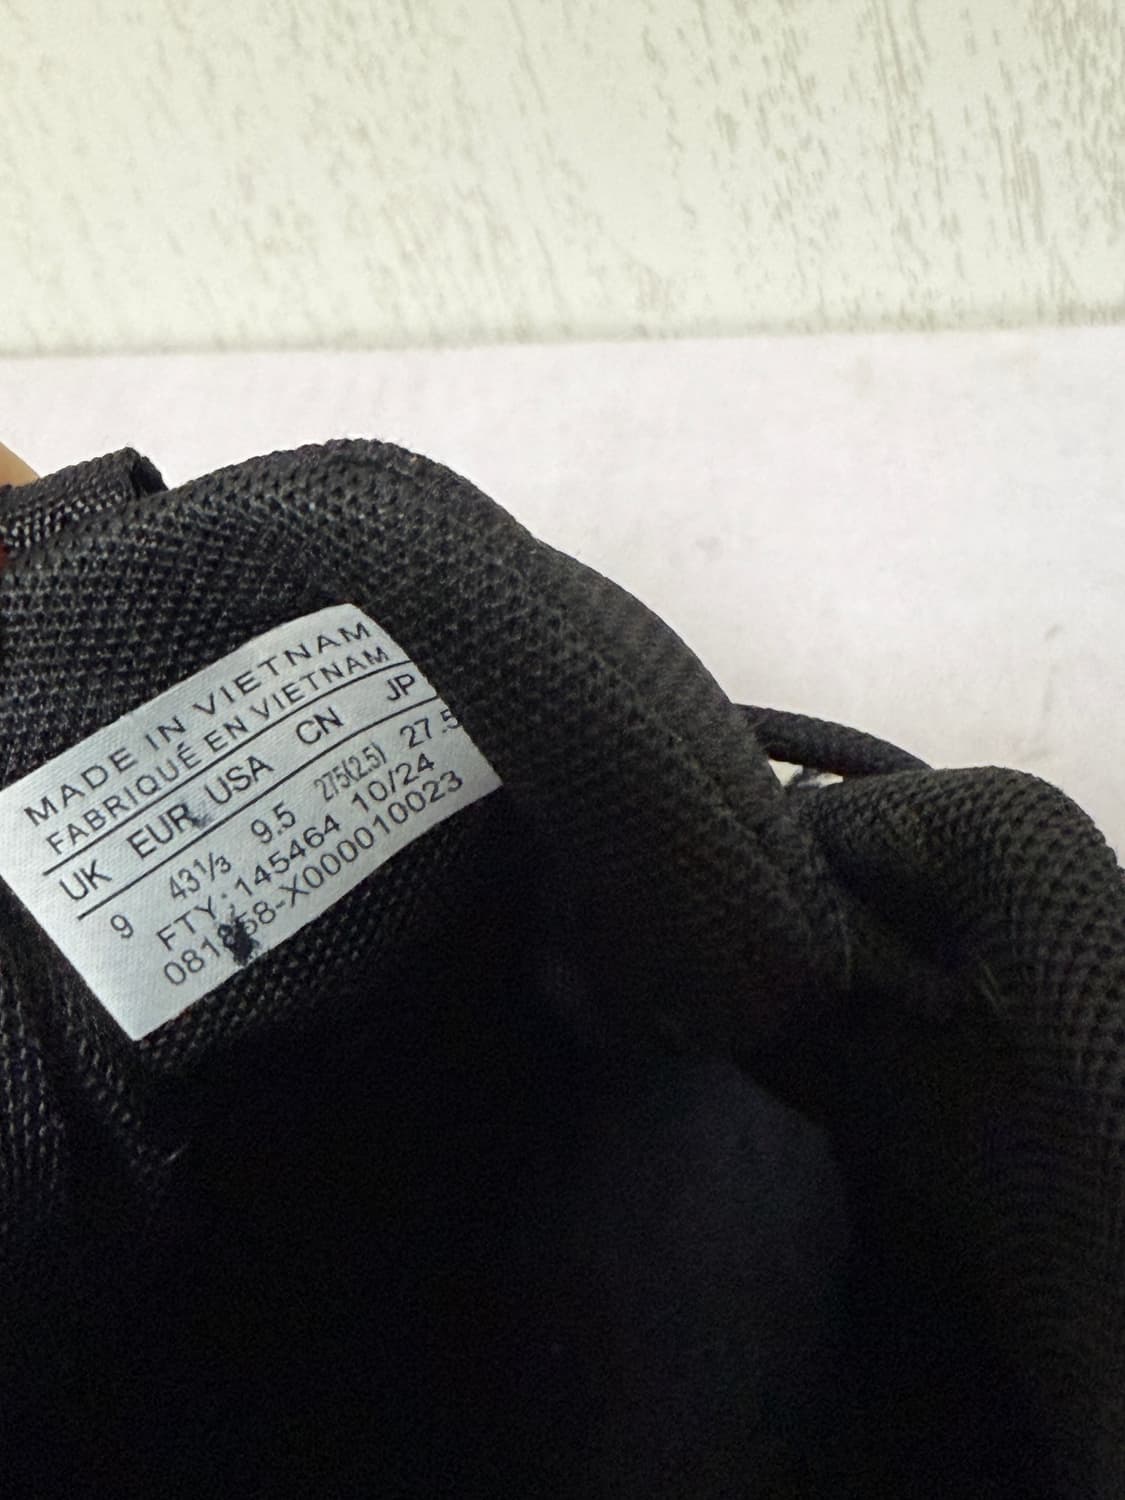 MADE IN VIETNAM
FABRIQUÉ EN VIETNAM
UK EUR USA CN JP
9 43⅓ 9.5 275(2.5) 27.5
FTY:145464 10/24